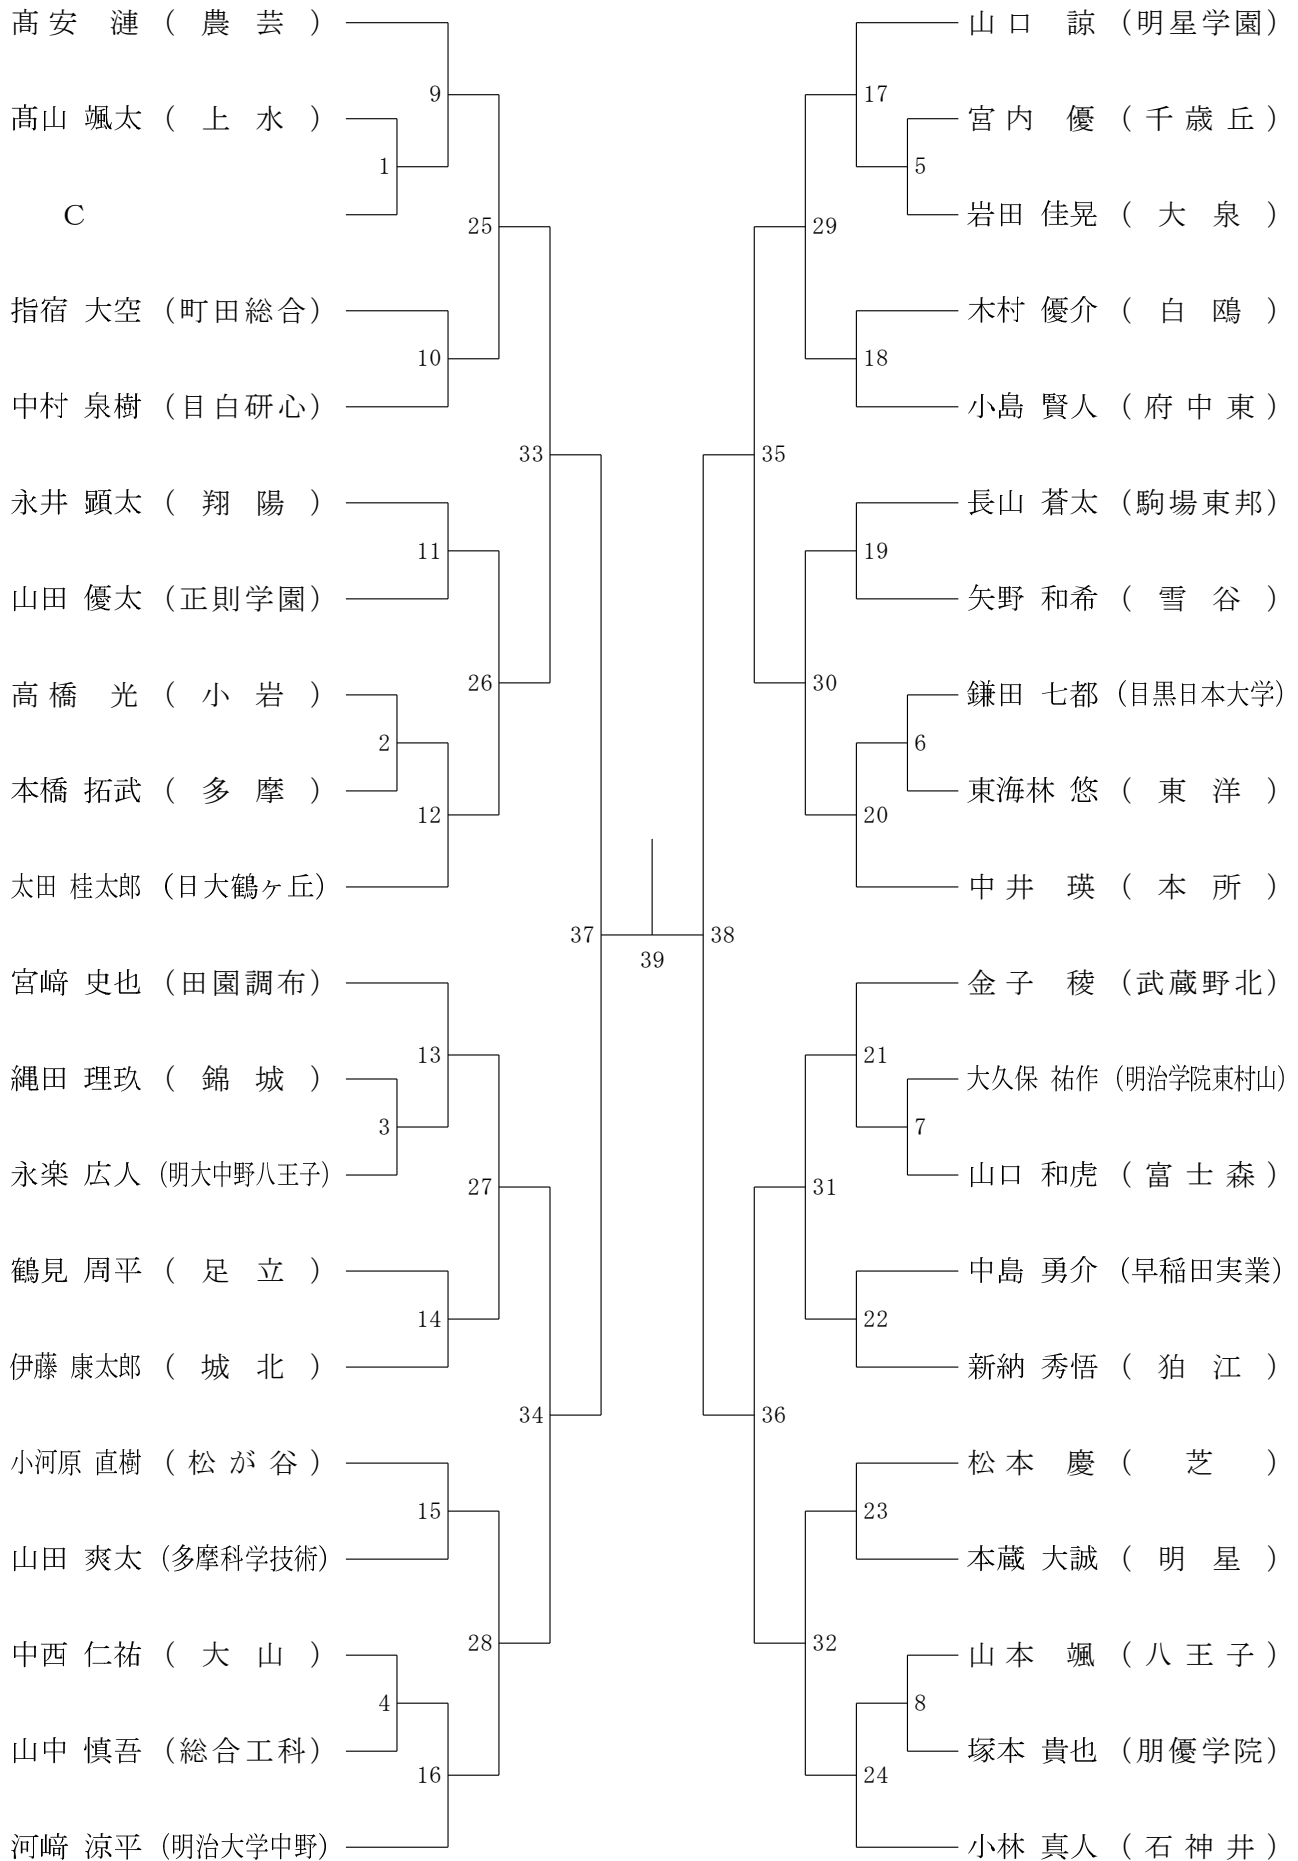 髙安 漣 (農芸)
9
髙山 颯太 (上水)
1
C
25
指宿 大空 (町田総合)
10
中村 泉樹 (目白研心)
33
永井 顕太 (翔陽)
11
山田 優太 (正則学園)
26
高橋 光 (小岩)
2
本橋 拓武 (多摩)
12
太田 桂太郎 (日大鶴ヶ丘)
37
宮﨑 史也 (田園調布)
13
縄田 理玖 (錦城)
3
永楽 広人 (明大中野八王子)
27
鶴見 周平 (足立)
14
伊藤 康太郎 (城北)
34
小河原 直樹 (松が谷)
15
山田 爽太 (多摩科学技術)
28
中西 仁祐 (大山)
4
山中 慎吾 (総合工科)
16
河﨑 涼平 (明治大学中野)
39
山口 諒 (明星学園)
17
宮内 優 (千歳丘)
5
岩田 佳晃 (大泉)
29
木村 優介 (白鴎)
18
小島 賢人 (府中東)
35
長山 蒼太 (駒場東邦)
19
矢野 和希 (雪谷)
30
鎌田 七都 (目黒日本大学)
6
東海林 悠 (東洋)
20
中井 瑛 (本所)
38
金子 稜 (武蔵野北)
21
大久保 祐作 (明治学院東村山)
7
山口 和虎 (富士森)
31
中島 勇介 (早稲田実業)
22
新納 秀悟 (狛江)
36
松本 慶 (芝)
23
本蔵 大誠 (明星)
32
山本 颯 (八王子)
8
塚本 貴也 (朋優学院)
24
小林 真人 (石神井)